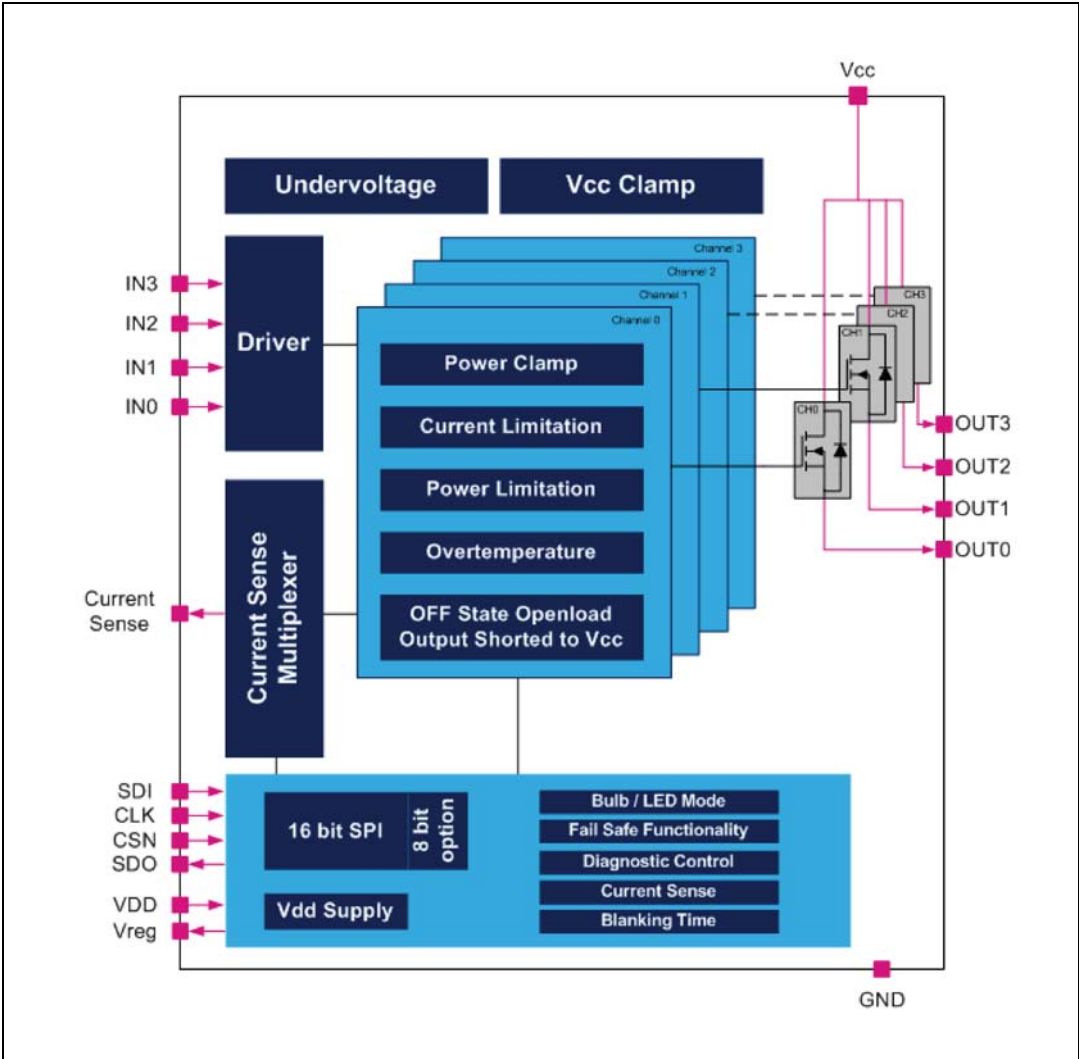 Vcc
Undervoltage
Vcc Clamp
IN3
IN2
IN1
IN0
Driver
Channel 3
Channel 2
Channel 1
Channel 0
Power Clamp
Current Limitation
Power Limitation
Overtemperature
OFF State Openload
Output Shorted to Vcc
CH3
CH2
CH1
CH0
OUT3
OUT2
OUT1
OUT0
Current
Sense
Current Sense
Multiplexer
SDI
CLK
CSN
SDO
VDD
Vreg
16 bit SPI
8 bit
option
Vdd Supply
Bulb / LED Mode
Fail Safe Functionality
Diagnostic Control
Current Sense
Blanking Time
GND